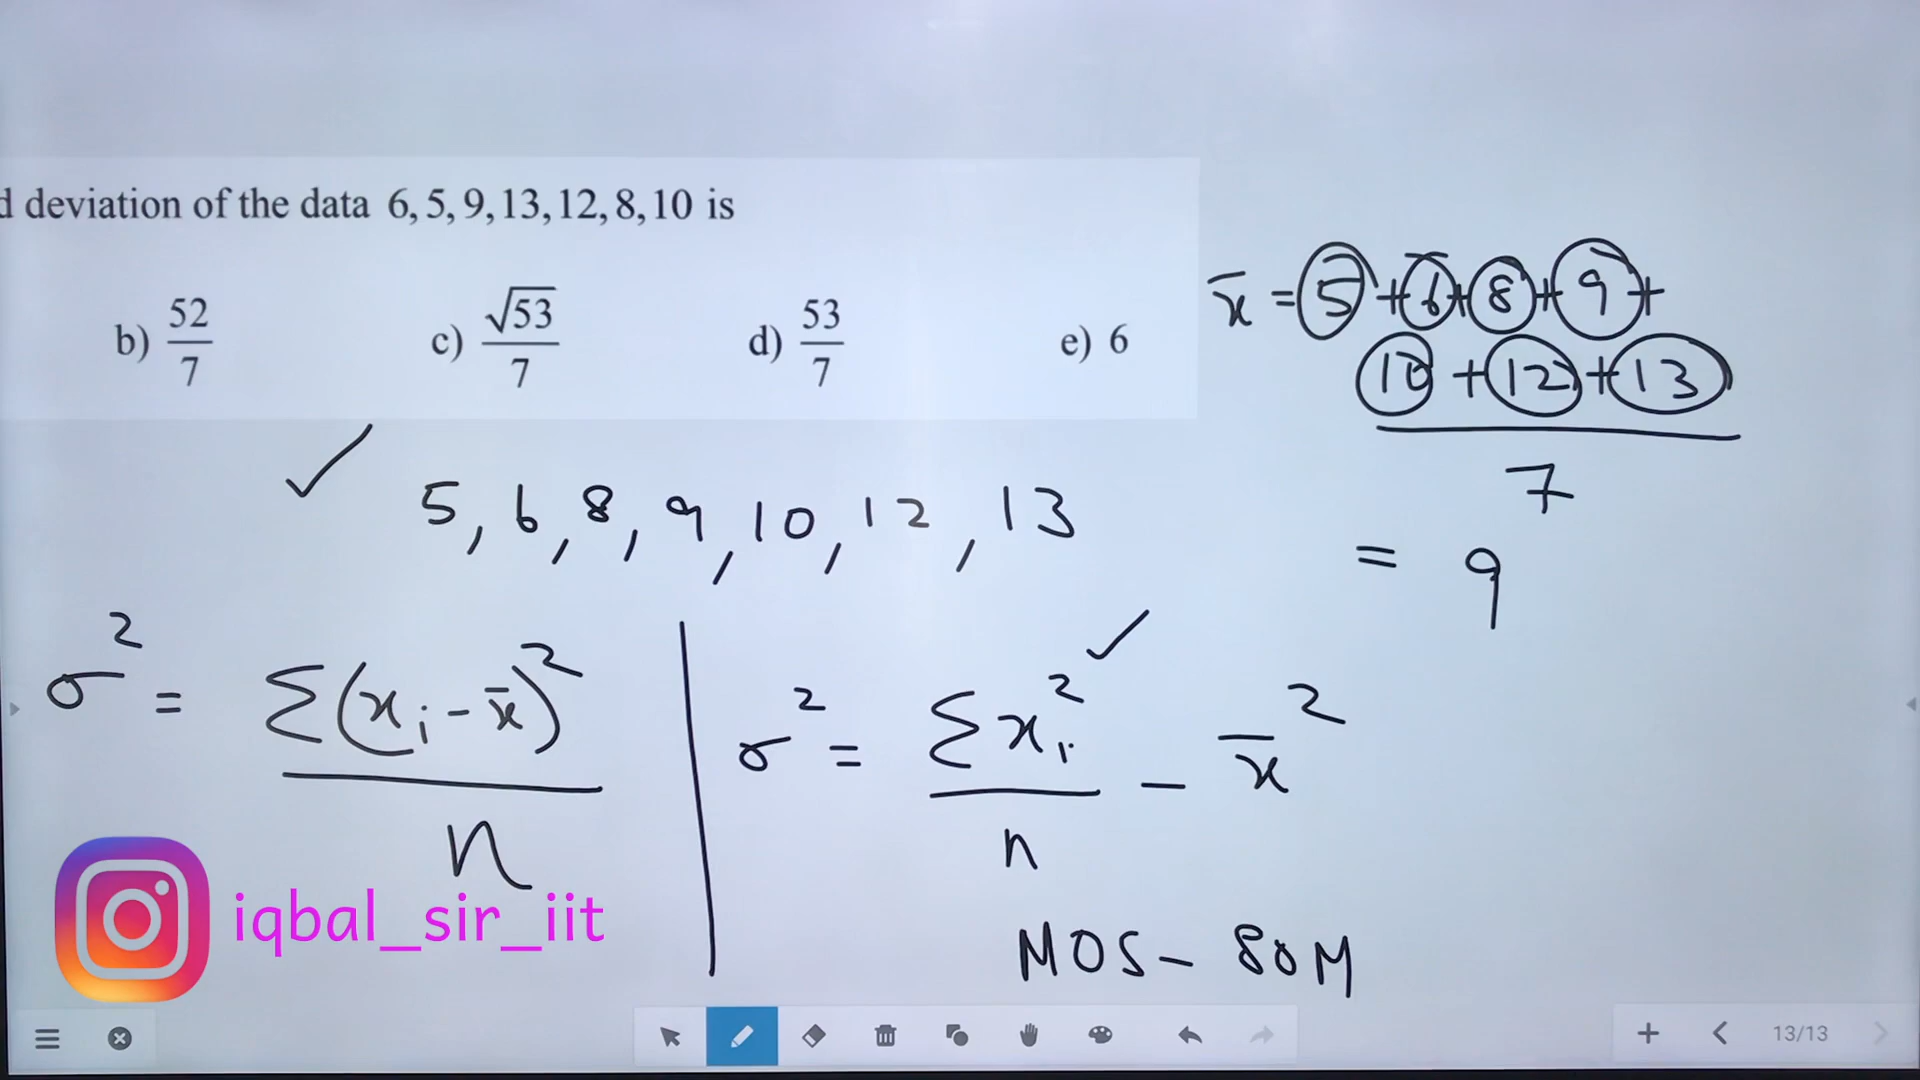 d deviation of the data 6, 5, 9, 13, 12, 8, 10 is
b) 52/7 c) √53/7 d) 53/7 e) 6
x̄ = 5 + 6 + 8 + 9 +
10 + 12 + 13
7
= 9
5, 6, 8, 9, 10, 12, 13
σ² = Σ(xᵢ - x̄)²/n
σ² = Σxᵢ²/n - x̄²
MOS - SOM
iqbal_sir_iit
13/13